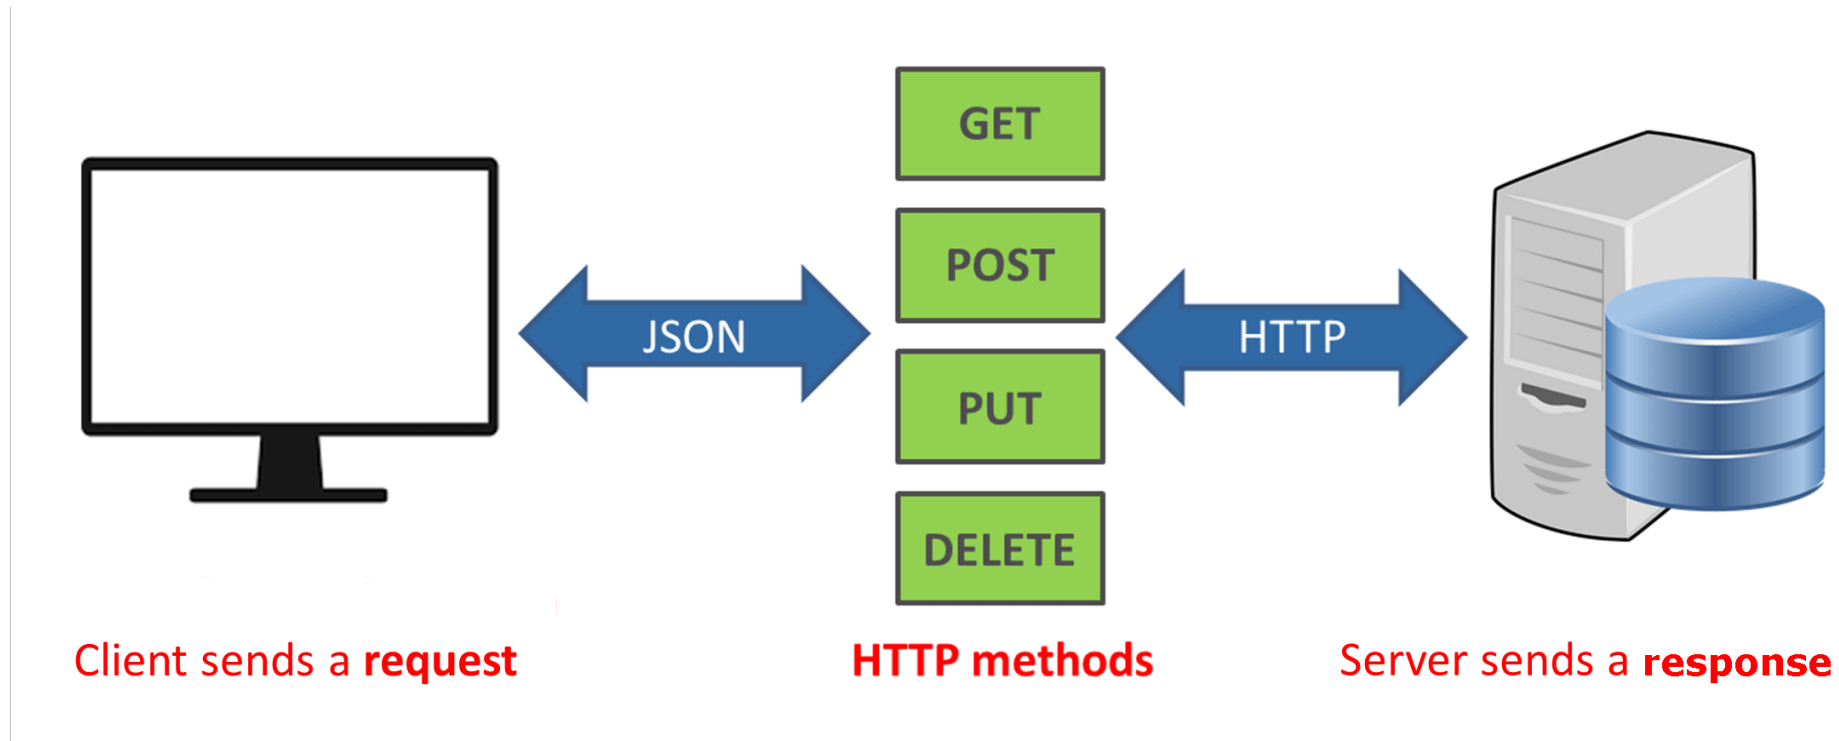 GET
POST
JSON
HTTP
PUT
DELETE
Client sends a request
HTTP methods
Server sends a response